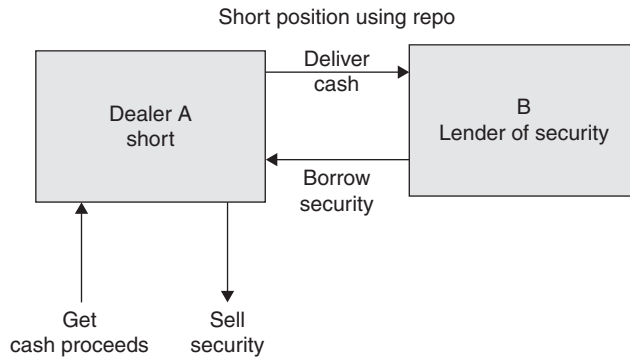 Short position using repo
Deliver
cash
Dealer A
short
B
Lender of security
Borrow
security
Get
cash proceeds
Sell
security